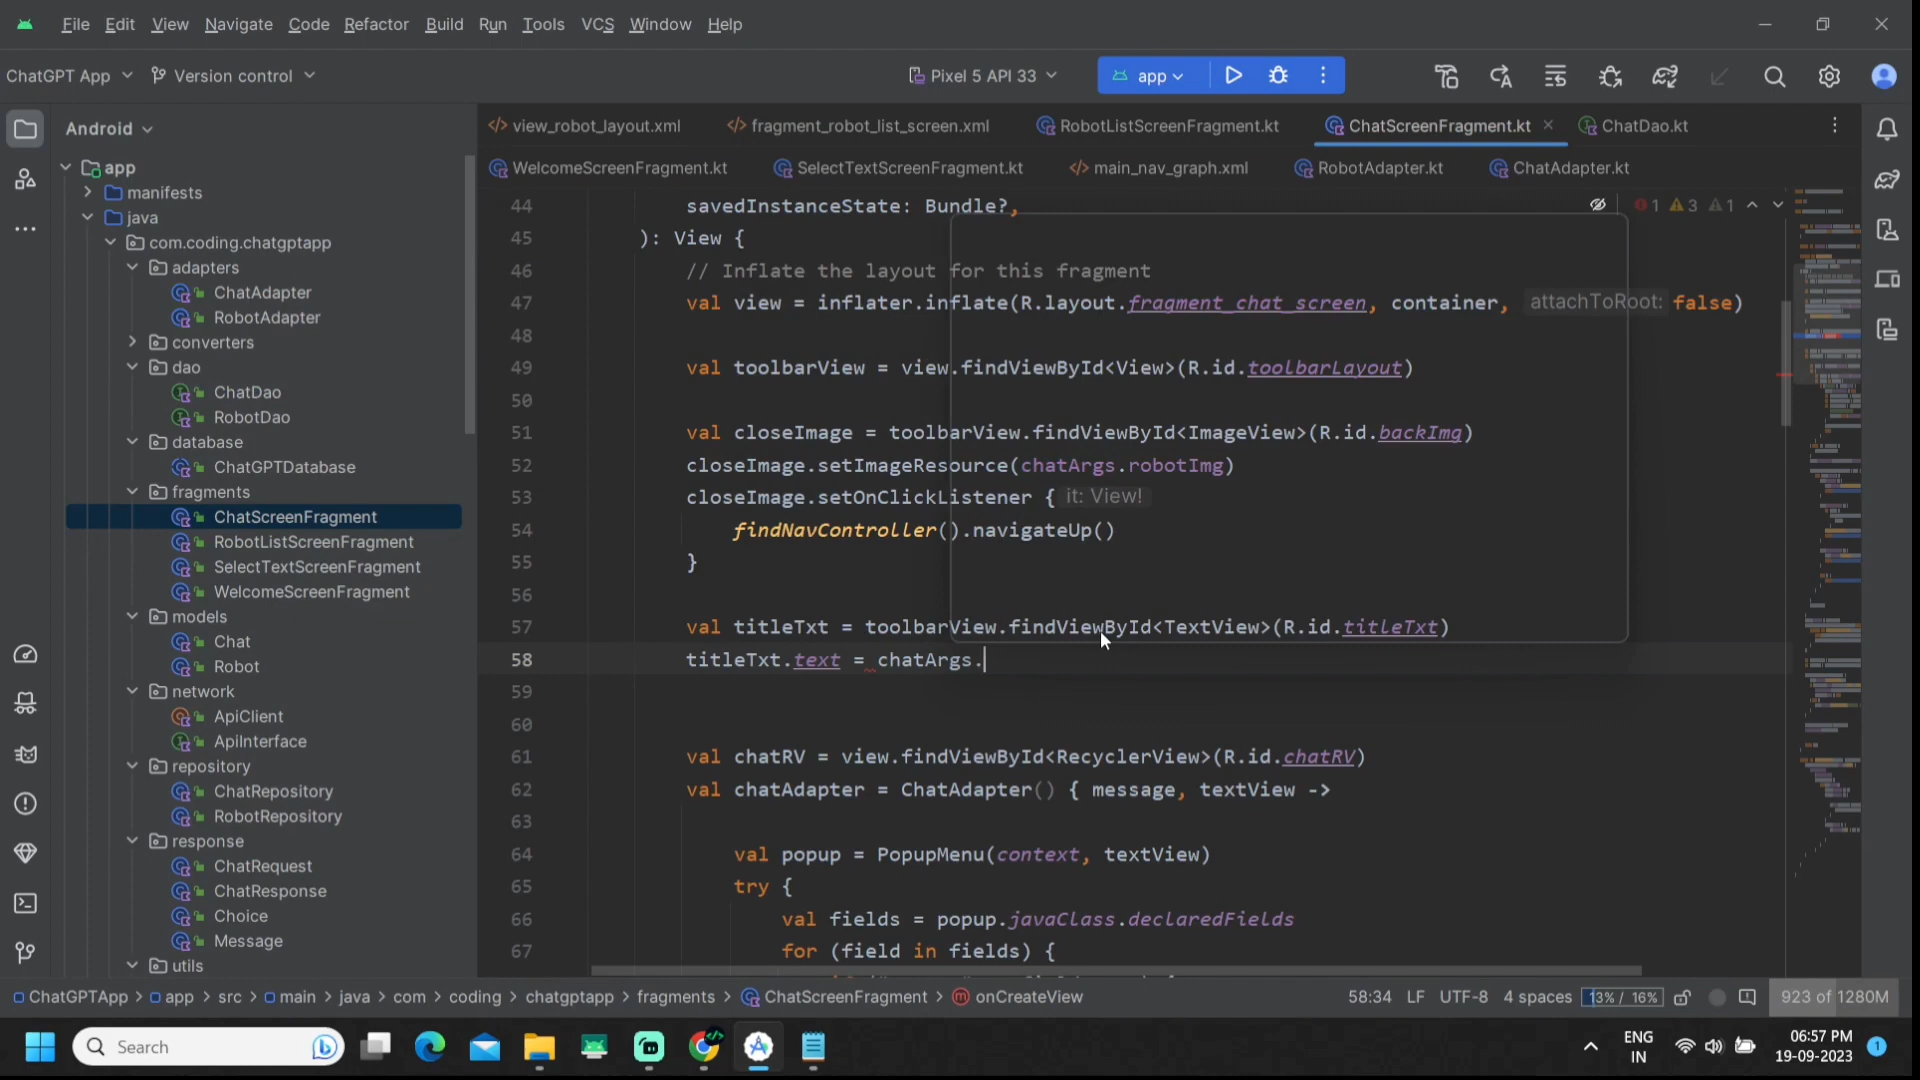 File Edit View Navigate Code Refactor Build Run Tools VCS Window Help
ChatGPT App Version control Pixel 5 API 33 app
Android
view_robot_layout.xml fragment_robot_list_screen.xml RobotListScreenFragment.kt ChatScreenFragment.kt ChatDao.kt
WelcomeScreenFragment.kt SelectTextScreenFragment.kt main_nav_graph.xml RobotAdapter.kt ChatAdapter.kt
app
manifests
java
com.coding.chatgptapp
adapters
ChatAdapter
RobotAdapter
converters
dao
ChatDao
RobotDao
database
ChatGPTDatabase
fragments
ChatScreenFragment
RobotListScreenFragment
SelectTextScreenFragment
WelcomeScreenFragment
models
Chat
Robot
network
ApiClient
ApiInterface
repository
ChatRepository
RobotRepository
response
ChatRequest
ChatResponse
Choice
Message
utils
1 3 1
44 savedInstanceState: Bundle?,
45 ): View {
46 // Inflate the layout for this fragment
47 val view = inflater.inflate(R.layout.fragment_chat_screen, container, attachToRoot: false)
48
49 val toolbarView = view.findViewById<View>(R.id.toolbarLayout)
50
51 val closeImage = toolbarView.findViewById<ImageView>(R.id.backImg)
52 closeImage.setImageResource(chatArgs.robotImg)
53 closeImage.setOnClickListener { it: View!
54 findNavController().navigateUp()
55 }
56
57 val titleTxt = toolbarView.findViewById<TextView>(R.id.titleTxt)
58 titleTxt.text = chatArgs.
59
60
61 val chatRV = view.findViewById<RecyclerView>(R.id.chatRV)
62 val chatAdapter = ChatAdapter() { message, textView ->
63
64 val popup = PopupMenu(context, textView)
65 try {
66 val fields = popup.javaClass.declaredFields
67 for (field in fields) {
ChatGPTApp > app > src > main > java > com > coding > chatgptapp > fragments > ChatScreenFragment > onCreateView 58:34 LF UTF-8 4 spaces 13% / 16% 923 of 1280M
Search ENG IN 06:57 PM 19-09-2023 1